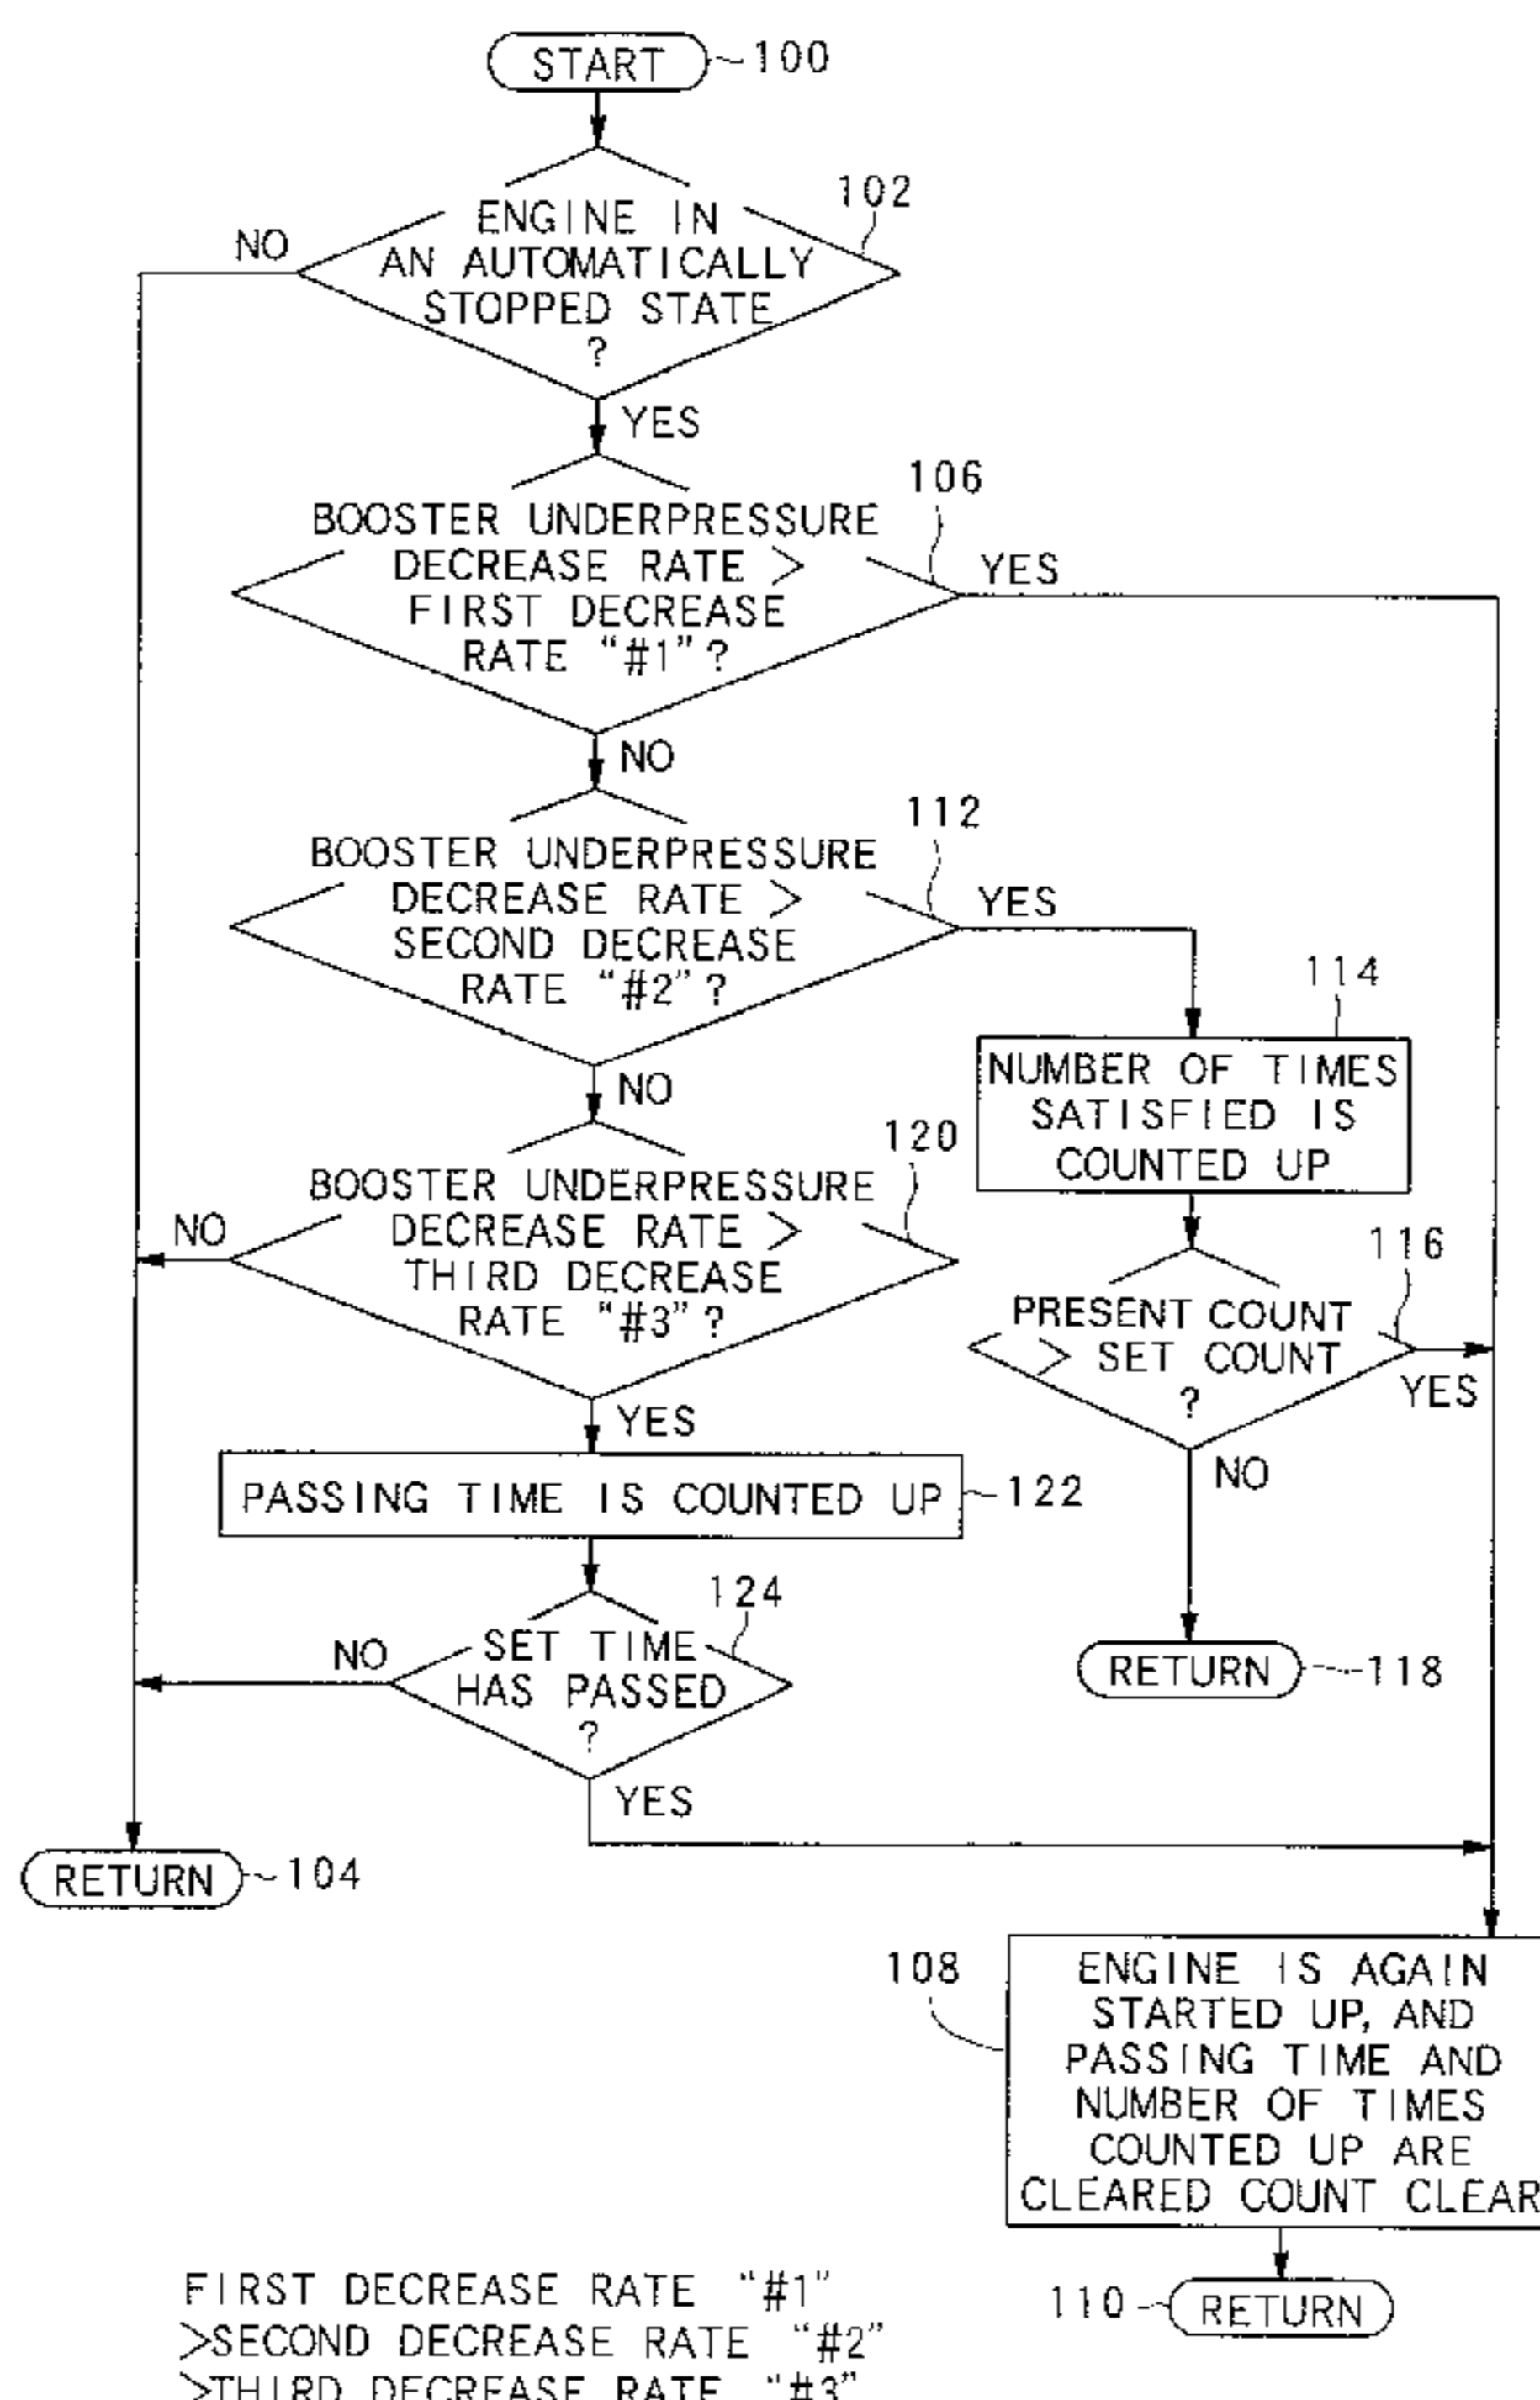 START
100
ENGINE IN
AN AUTOMATICALLY
STOPPED STATE
?
102
NO
YES
BOOSTER UNDERPRESSURE
DECREASE RATE >
FIRST DECREASE
RATE "#1"?
106
YES
NO
BOOSTER UNDERPRESSURE
DECREASE RATE >
SECOND DECREASE
RATE "#2"?
112
YES
NO
114
NUMBER OF TIMES
SATISFIED IS
COUNTED UP
BOOSTER UNDERPRESSURE
DECREASE RATE >
THIRD DECREASE
RATE "#3"?
120
NO
YES
116
PRESENT COUNT
> SET COUNT
?
YES
NO
PASSING TIME IS COUNTED UP
122
SET TIME
HAS PASSED
?
124
NO
YES
RETURN
118
RETURN
104
108
ENGINE IS AGAIN
STARTED UP, AND
PASSING TIME AND
NUMBER OF TIMES
COUNTED UP ARE
CLEARED COUNT CLEAR
110
RETURN
FIRST DECREASE RATE "#1"
>SECOND DECREASE RATE "#2"
>THIRD DECREASE RATE "#3"